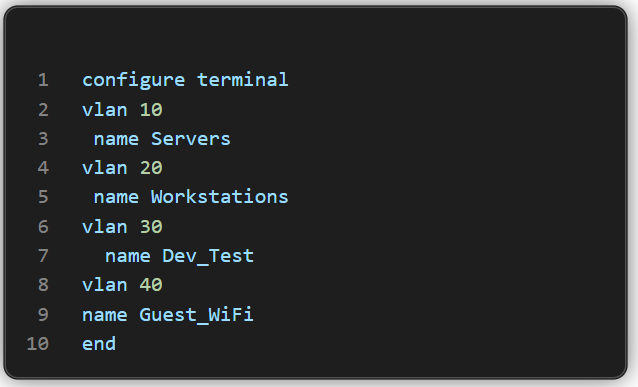 1 configure terminal
2 vlan 10
3  name Servers
4 vlan 20
5  name Workstations
6 vlan 30
7   name Dev_Test
8 vlan 40
9 name Guest_WiFi
10 end